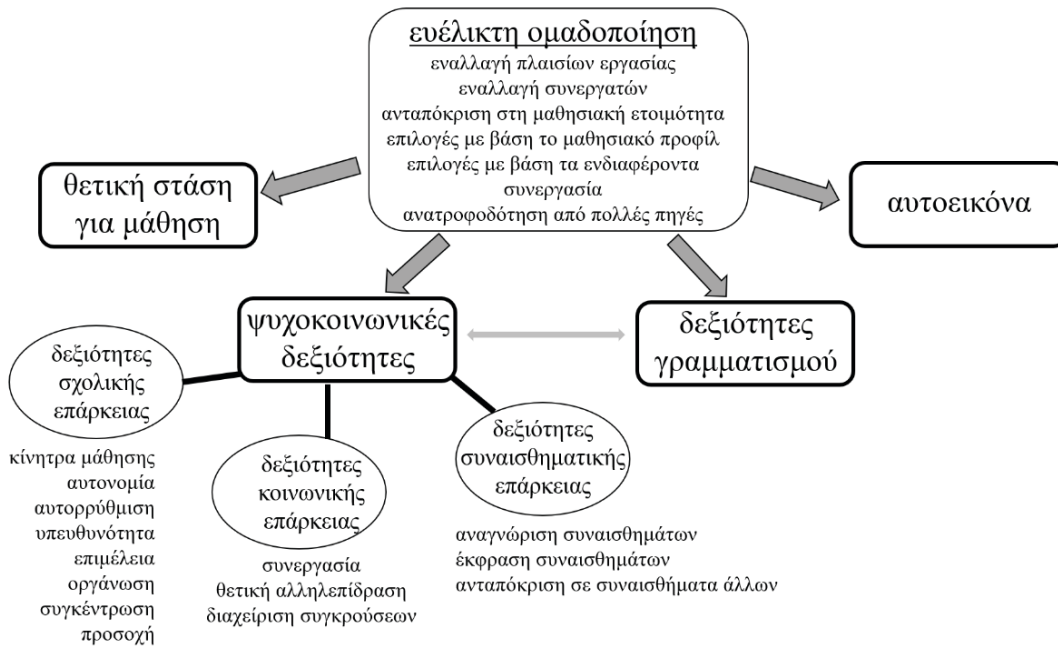 ευέλικτη ομαδοποίηση
εναλλαγή πλαισίων εργασίας
εναλλαγή συνεργατών
ανταπόκριση στη μαθησιακή ετοιμότητα
επιλογές με βάση το μαθησιακό προφίλ
επιλογές με βάση τα ενδιαφέροντα
συνεργασία
ανατροφοδότηση από πολλές πηγές
θετική στάση
για μάθηση
αυτοεικόνα
ψυχοκοινωνικές
δεξιότητες
δεξιότητες
γραμματισμού
δεξιότητες
σχολικής
επάρκειας
κίνητρα μάθησης
αυτονομία
αυτορρύθμιση
υπευθυνότητα
επιμέλεια
οργάνωση
συγκέντρωση
προσοχή
δεξιότητες
κοινωνικής
επάρκειας
συνεργασία
θετική αλληλεπίδραση
διαχείριση συγκρούσεων
δεξιότητες
συναισθηματικής
επάρκειας
αναγνώριση συναισθημάτων
έκφραση συναισθημάτων
ανταπόκριση σε συναισθήματα άλλων